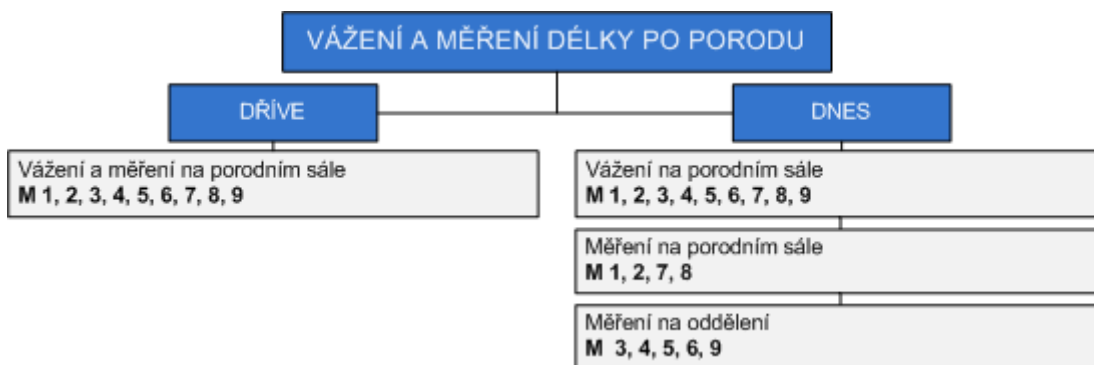 VÁŽENÍ A MĚŘENÍ DÉLKY PO PORODU
DŘÍVE
Vážení a měření na porodním sále
M 1, 2, 3, 4, 5, 6, 7, 8, 9
DNES
Vážení na porodním sále
M 1, 2, 3, 4, 5, 6, 7, 8, 9
Měření na porodním sále
M 1, 2, 7, 8
Měření na oddělení
M 3, 4, 5, 6, 9